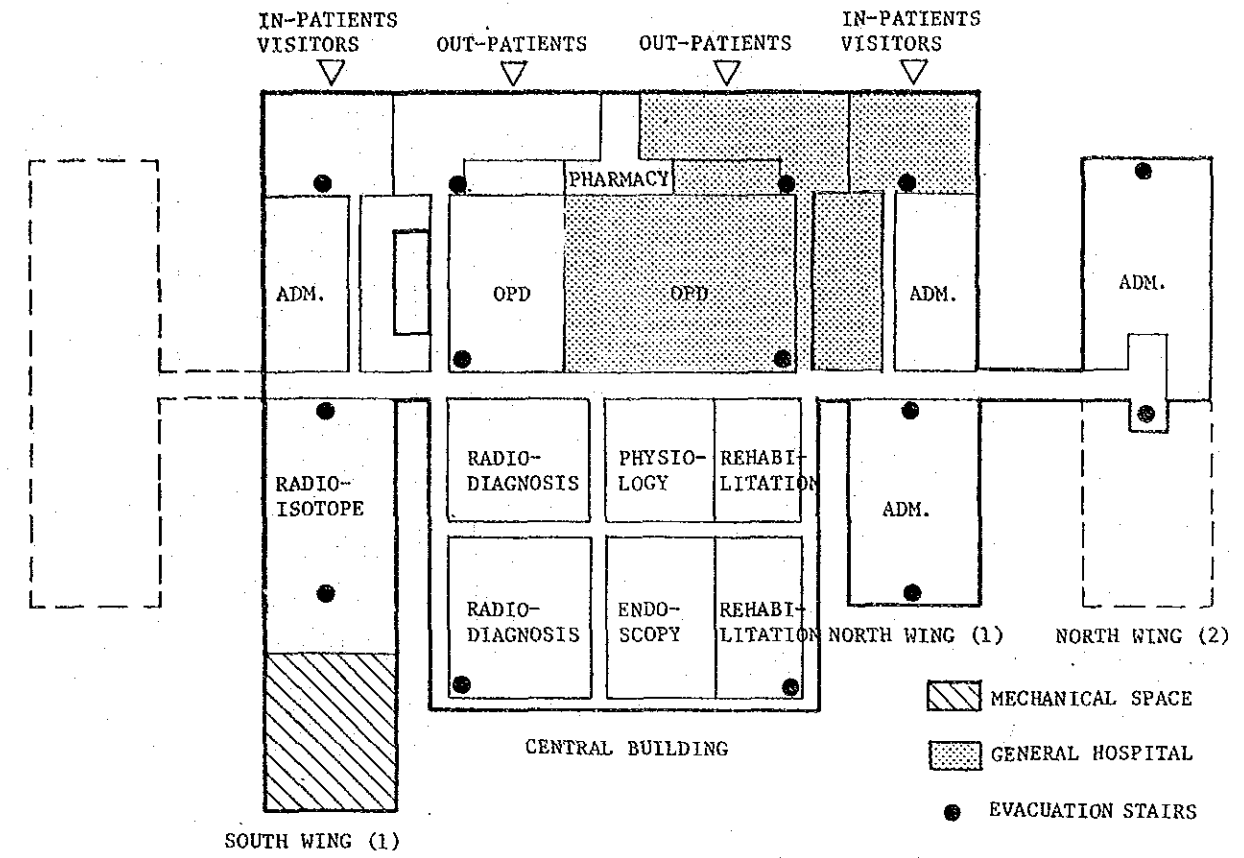 IN-PATIENTS
VISITORS
OUT-PATIENTS
OUT-PATIENTS
IN-PATIENTS
VISITORS
PHARMACY
ADM.
OPD
OPD
ADM.
ADM.
RADIO-
ISOTOPE
RADIO-
DIAGNOSIS
PHYSIO-
LOGY
REHABI-
LITATION
ADM.
RADIO-
DIAGNOSIS
ENDO-
SCOPY
REHABI-
LITATION
NORTH WING (1)
NORTH WING (2)
CENTRAL BUILDING
SOUTH WING (1)
MECHANICAL SPACE
GENERAL HOSPITAL
EVACUATION STAIRS